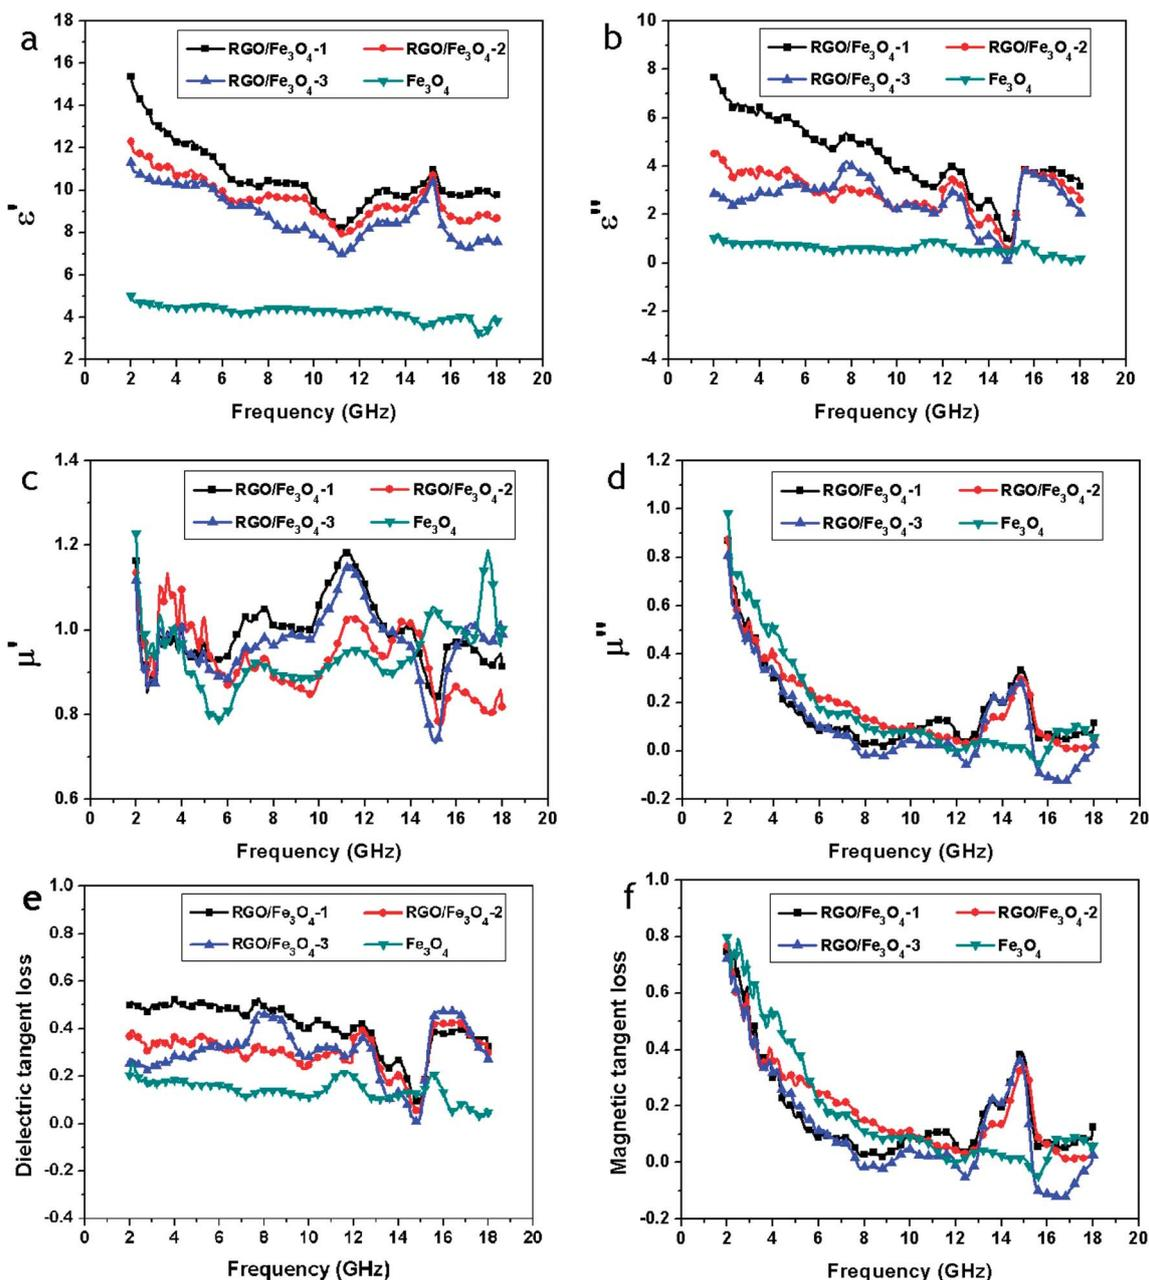 a
RGO/Fe3O4-1 RGO/Fe3O4-2
RGO/Fe3O4-3 Fe3O4
18
16
14
12
10
8
6
4
2
ε'
0 2 4 6 8 10 12 14 16 18 20
Frequency (GHz)
b
RGO/Fe3O4-1 RGO/Fe3O4-2
RGO/Fe3O4-3 Fe3O4
10
8
6
4
2
0
-2
-4
ε"
0 2 4 6 8 10 12 14 16 18 20
Frequency (GHz)
c
RGO/Fe3O4-1 RGO/Fe3O4-2
RGO/Fe3O4-3 Fe3O4
1.4
1.2
1.0
0.8
0.6
μ'
0 2 4 6 8 10 12 14 16 18 20
Frequency (GHz)
d
RGO/Fe3O4-1 RGO/Fe3O4-2
RGO/Fe3O4-3 Fe3O4
1.2
1.0
0.8
0.6
0.4
0.2
0.0
-0.2
μ"
0 2 4 6 8 10 12 14 16 18 20
Frequency (GHz)
e
RGO/Fe3O4-1 RGO/Fe3O4-2
RGO/Fe3O4-3 Fe3O4
1.0
0.8
0.6
0.4
0.2
0.0
-0.2
-0.4
Dielectric tangent loss
0 2 4 6 8 10 12 14 16 18 20
Frequency (GHz)
f
RGO/Fe3O4-1 RGO/Fe3O4-2
RGO/Fe3O4-3 Fe3O4
1.0
0.8
0.6
0.4
0.2
0.0
-0.2
Magnetic tangent loss
0 2 4 6 8 10 12 14 16 18 20
Frequency (GHz)